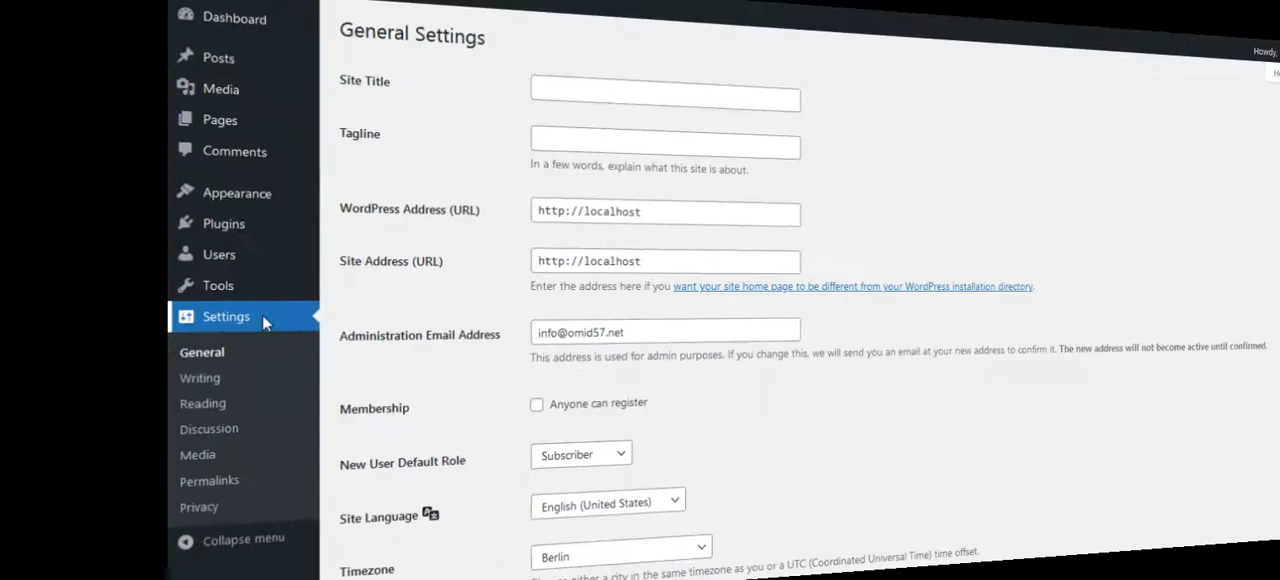 Dashboard
Posts
Media
Pages
Comments
Appearance
Plugins
Users
Tools
Settings
General
Writing
Reading
Discussion
Media
Permalinks
Privacy
Collapse menu
Howdy,
General Settings
Site Title
Tagline
In a few words, explain what this site is about.
WordPress Address (URL)
http://localhost
Site Address (URL)
http://localhost
Enter the address here if you want your site home page to be different from your WordPress installation directory.
Administration Email Address
info@omid57.net
This address is used for admin purposes. If you change this, we will send you an email at your new address to confirm it. The new address will not become active until confirmed.
Membership
Anyone can register
New User Default Role
Subscriber
Site Language
English (United States)
Timezone
Berlin
either a city in the same timezone as you or a UTC (Coordinated Universal Time) time offset.